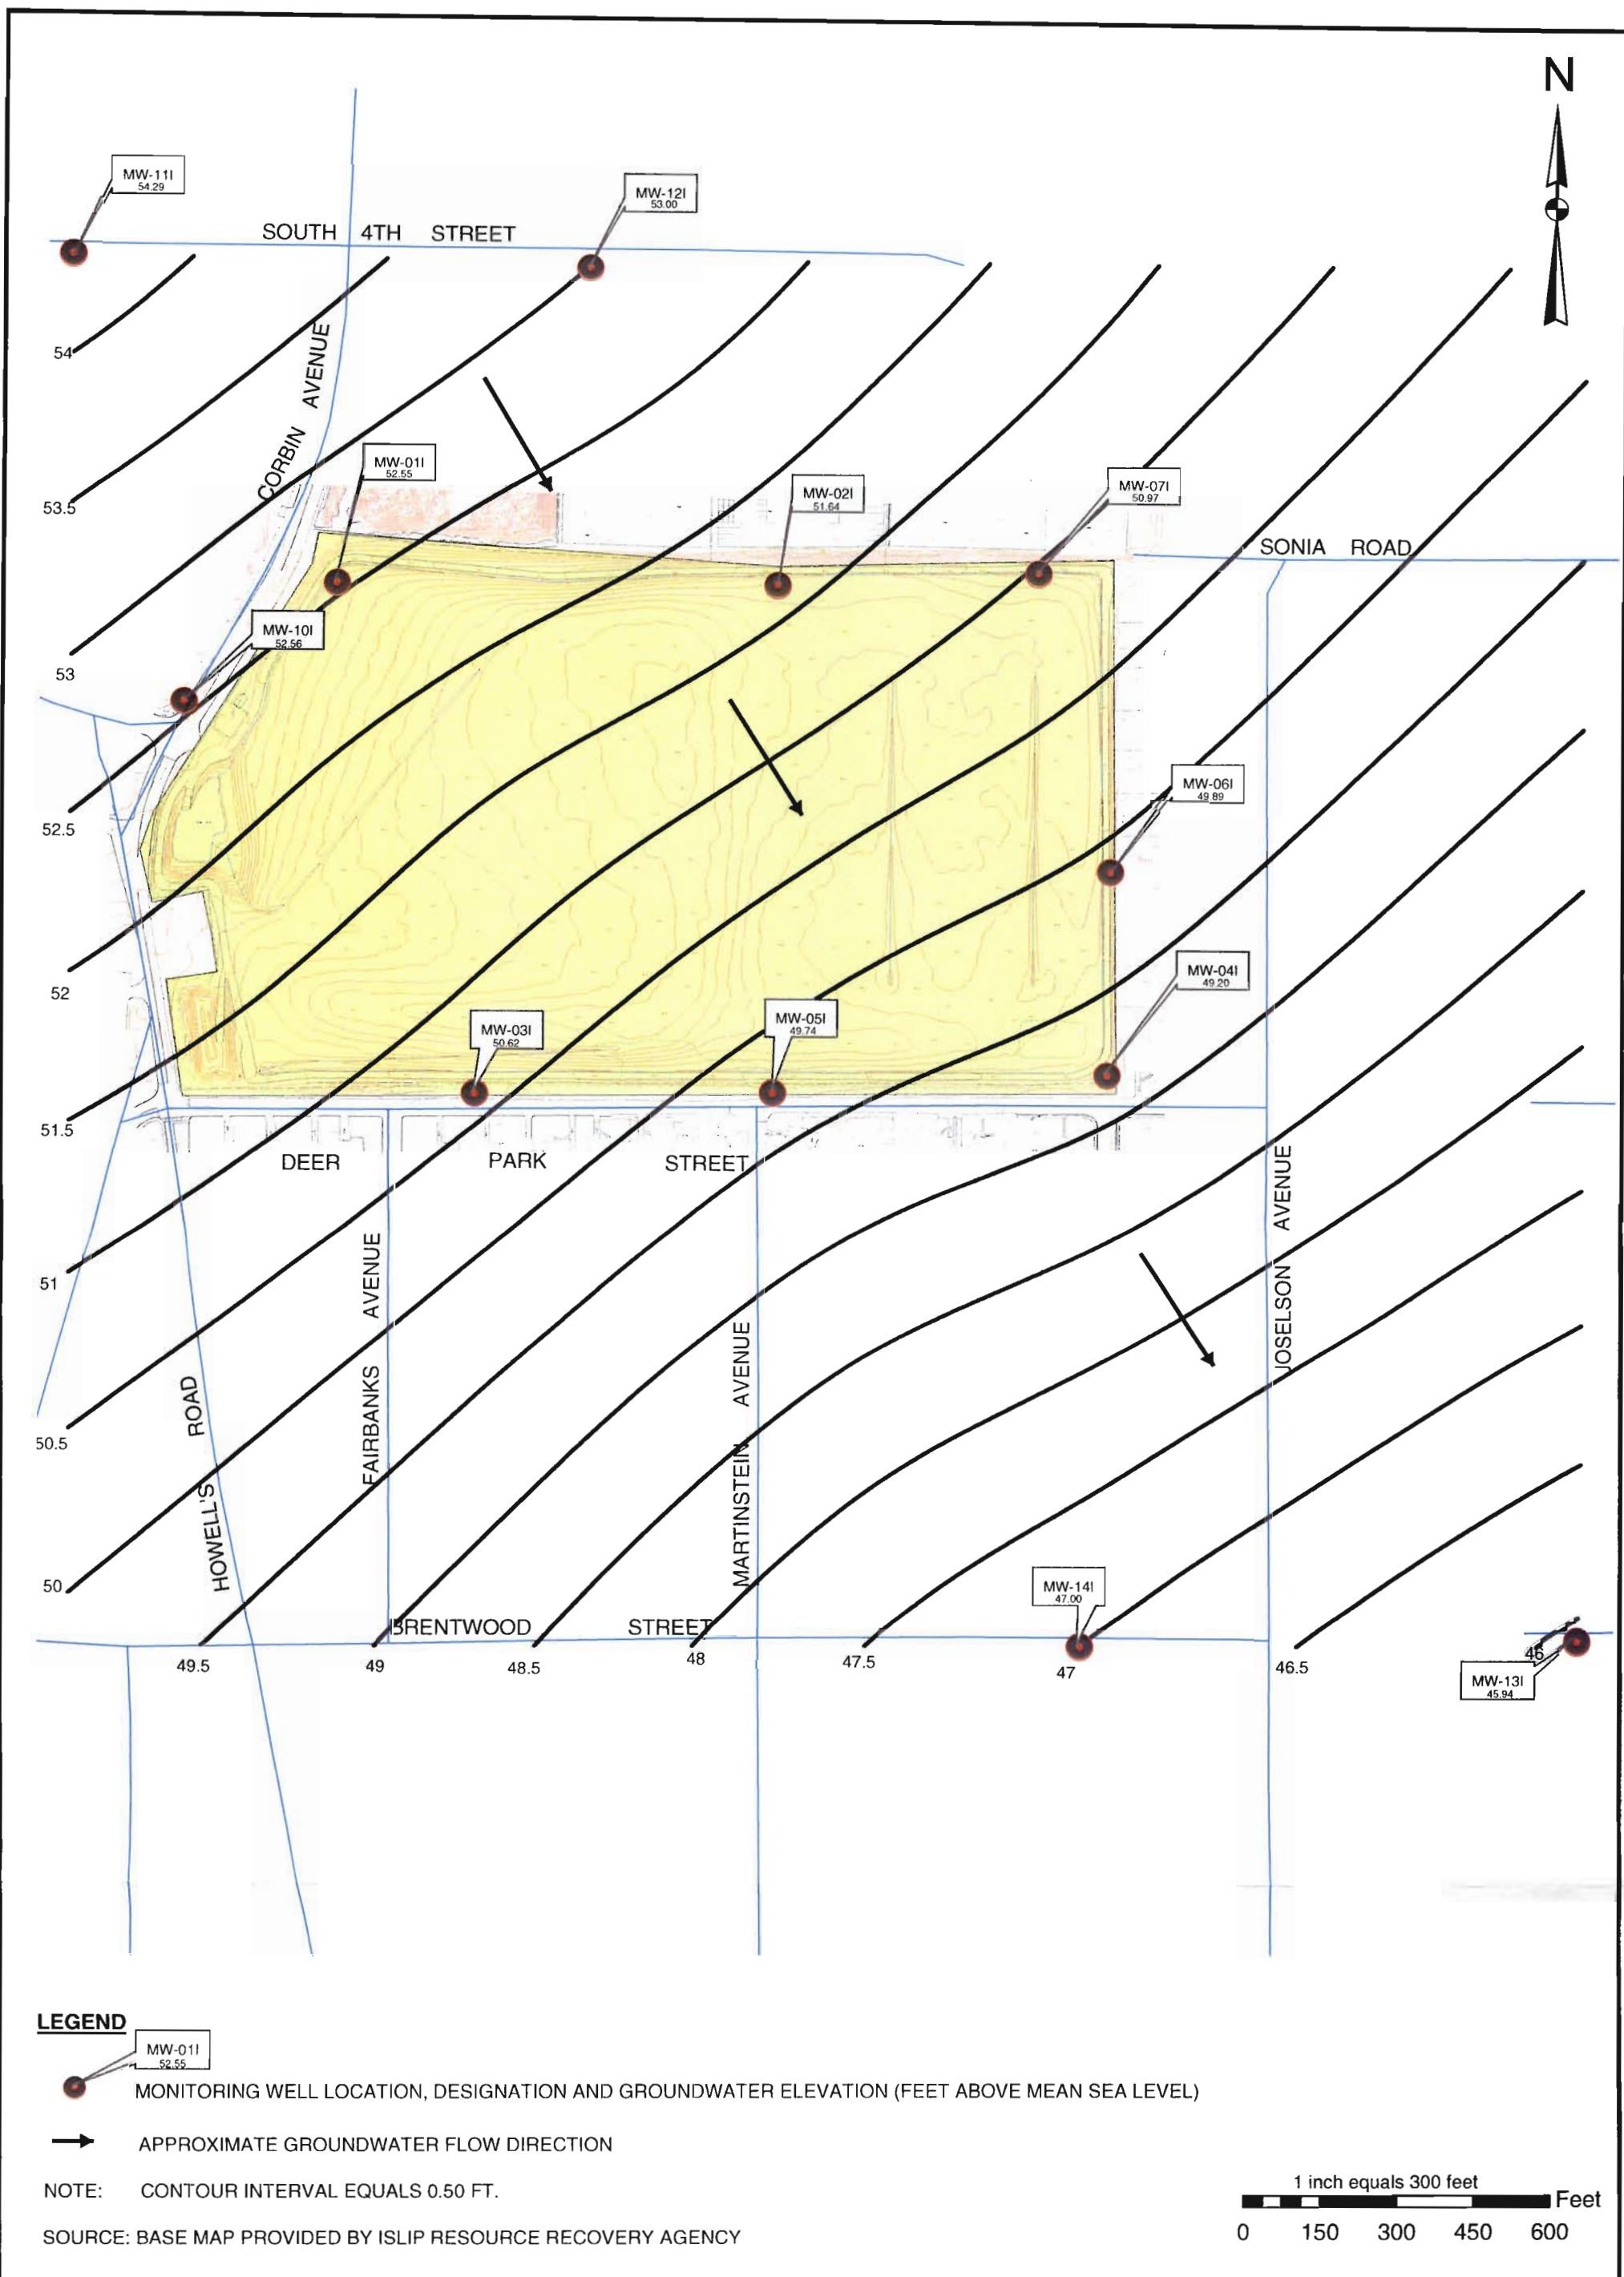 N
MW-11I
54.29
MW-12I
53.00
SOUTH 4TH STREET
54
CORBIN AVENUE
MW-01I
52.55
MW-02I
51.64
MW-07I
50.97
53.5
SONIA ROAD
MW-10I
52.56
53
MW-06I
49.89
52.5
MW-04I
49.20
52
MW-03I
50.62
MW-05I
49.74
51.5
DEER PARK STREET
JOSELSON AVENUE
51
FAIRBANKS AVENUE
MARTINSTEIN AVENUE
HOWELL'S ROAD
50.5
50
MW-14I
47.00
BRENTWOOD STREET
49.5
49
48.5
48
47.5
47
46.5
46
MW-13I
45.94
LEGEND
MW-01I
52.55
MONITORING WELL LOCATION, DESIGNATION AND GROUNDWATER ELEVATION (FEET ABOVE MEAN SEA LEVEL)
APPROXIMATE GROUNDWATER FLOW DIRECTION
NOTE: CONTOUR INTERVAL EQUALS 0.50 FT.
SOURCE: BASE MAP PROVIDED BY ISLIP RESOURCE RECOVERY AGENCY
1 inch equals 300 feet
Feet
0 150 300 450 600